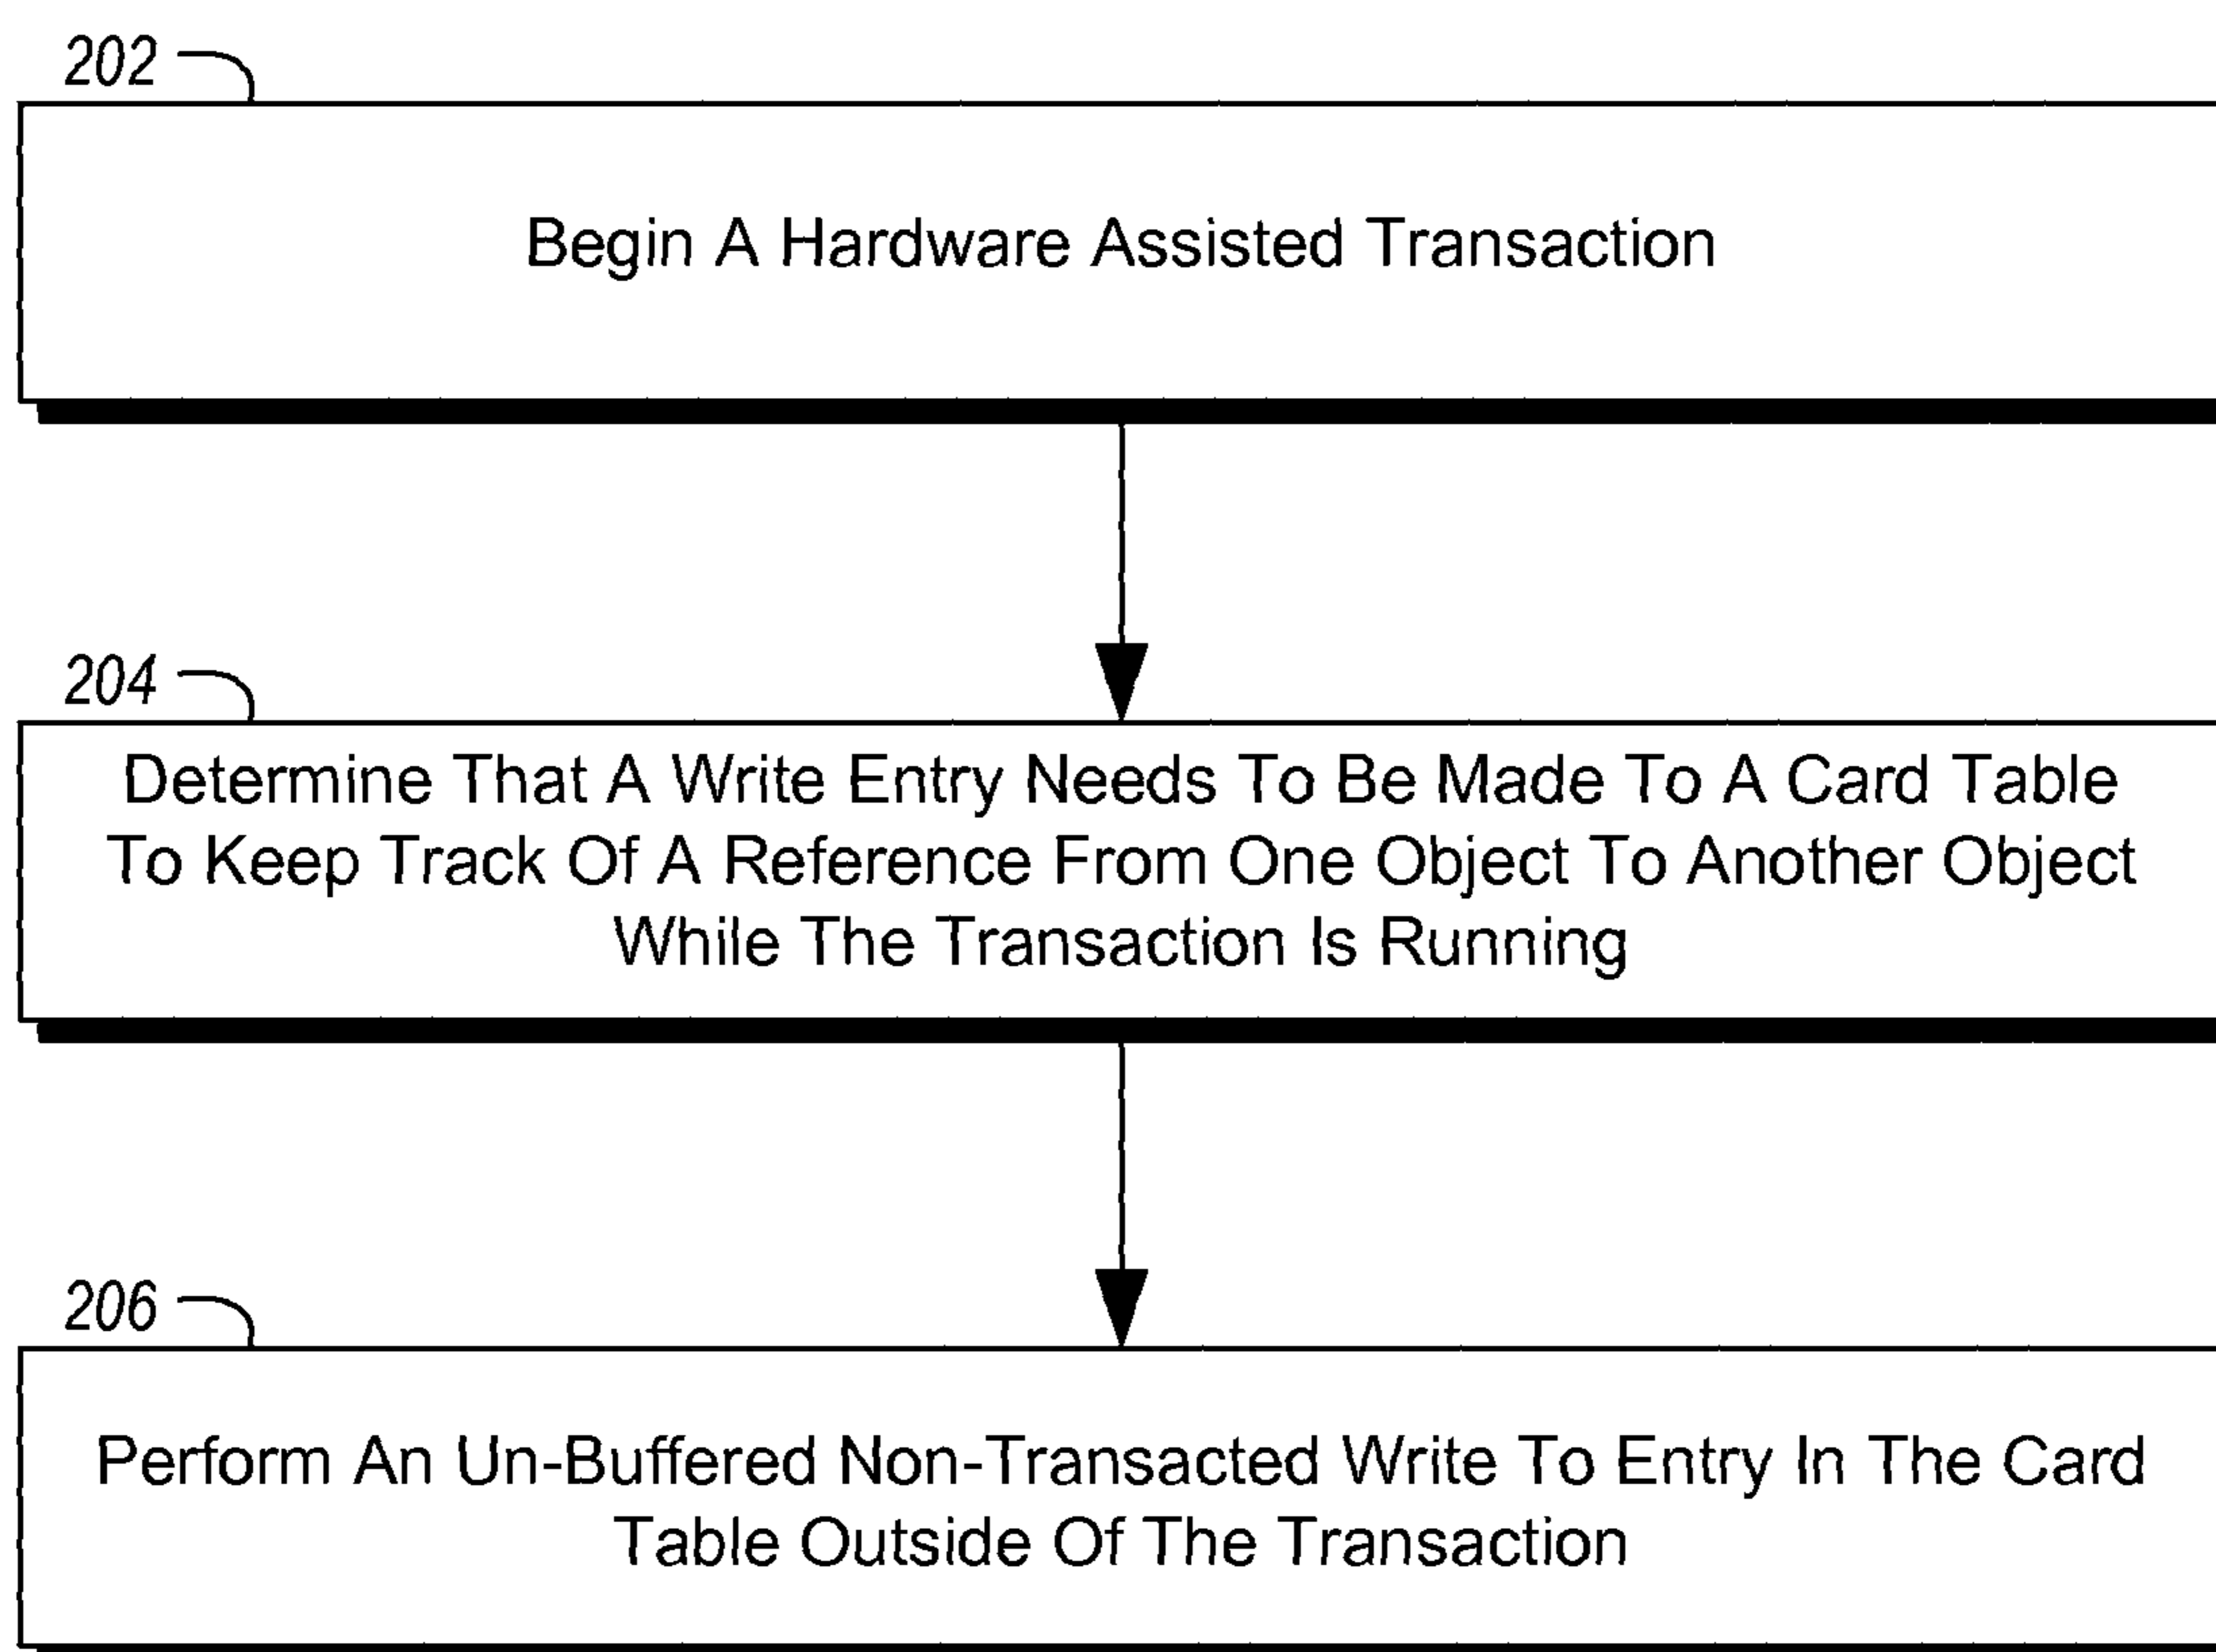 202
Begin A Hardware Assisted Transaction
204
Determine That A Write Entry Needs To Be Made To A Card Table
To Keep Track Of A Reference From One Object To Another Object
While The Transaction Is Running
206
Perform An Un-Buffered Non-Transacted Write To Entry In The Card
Table Outside Of The Transaction